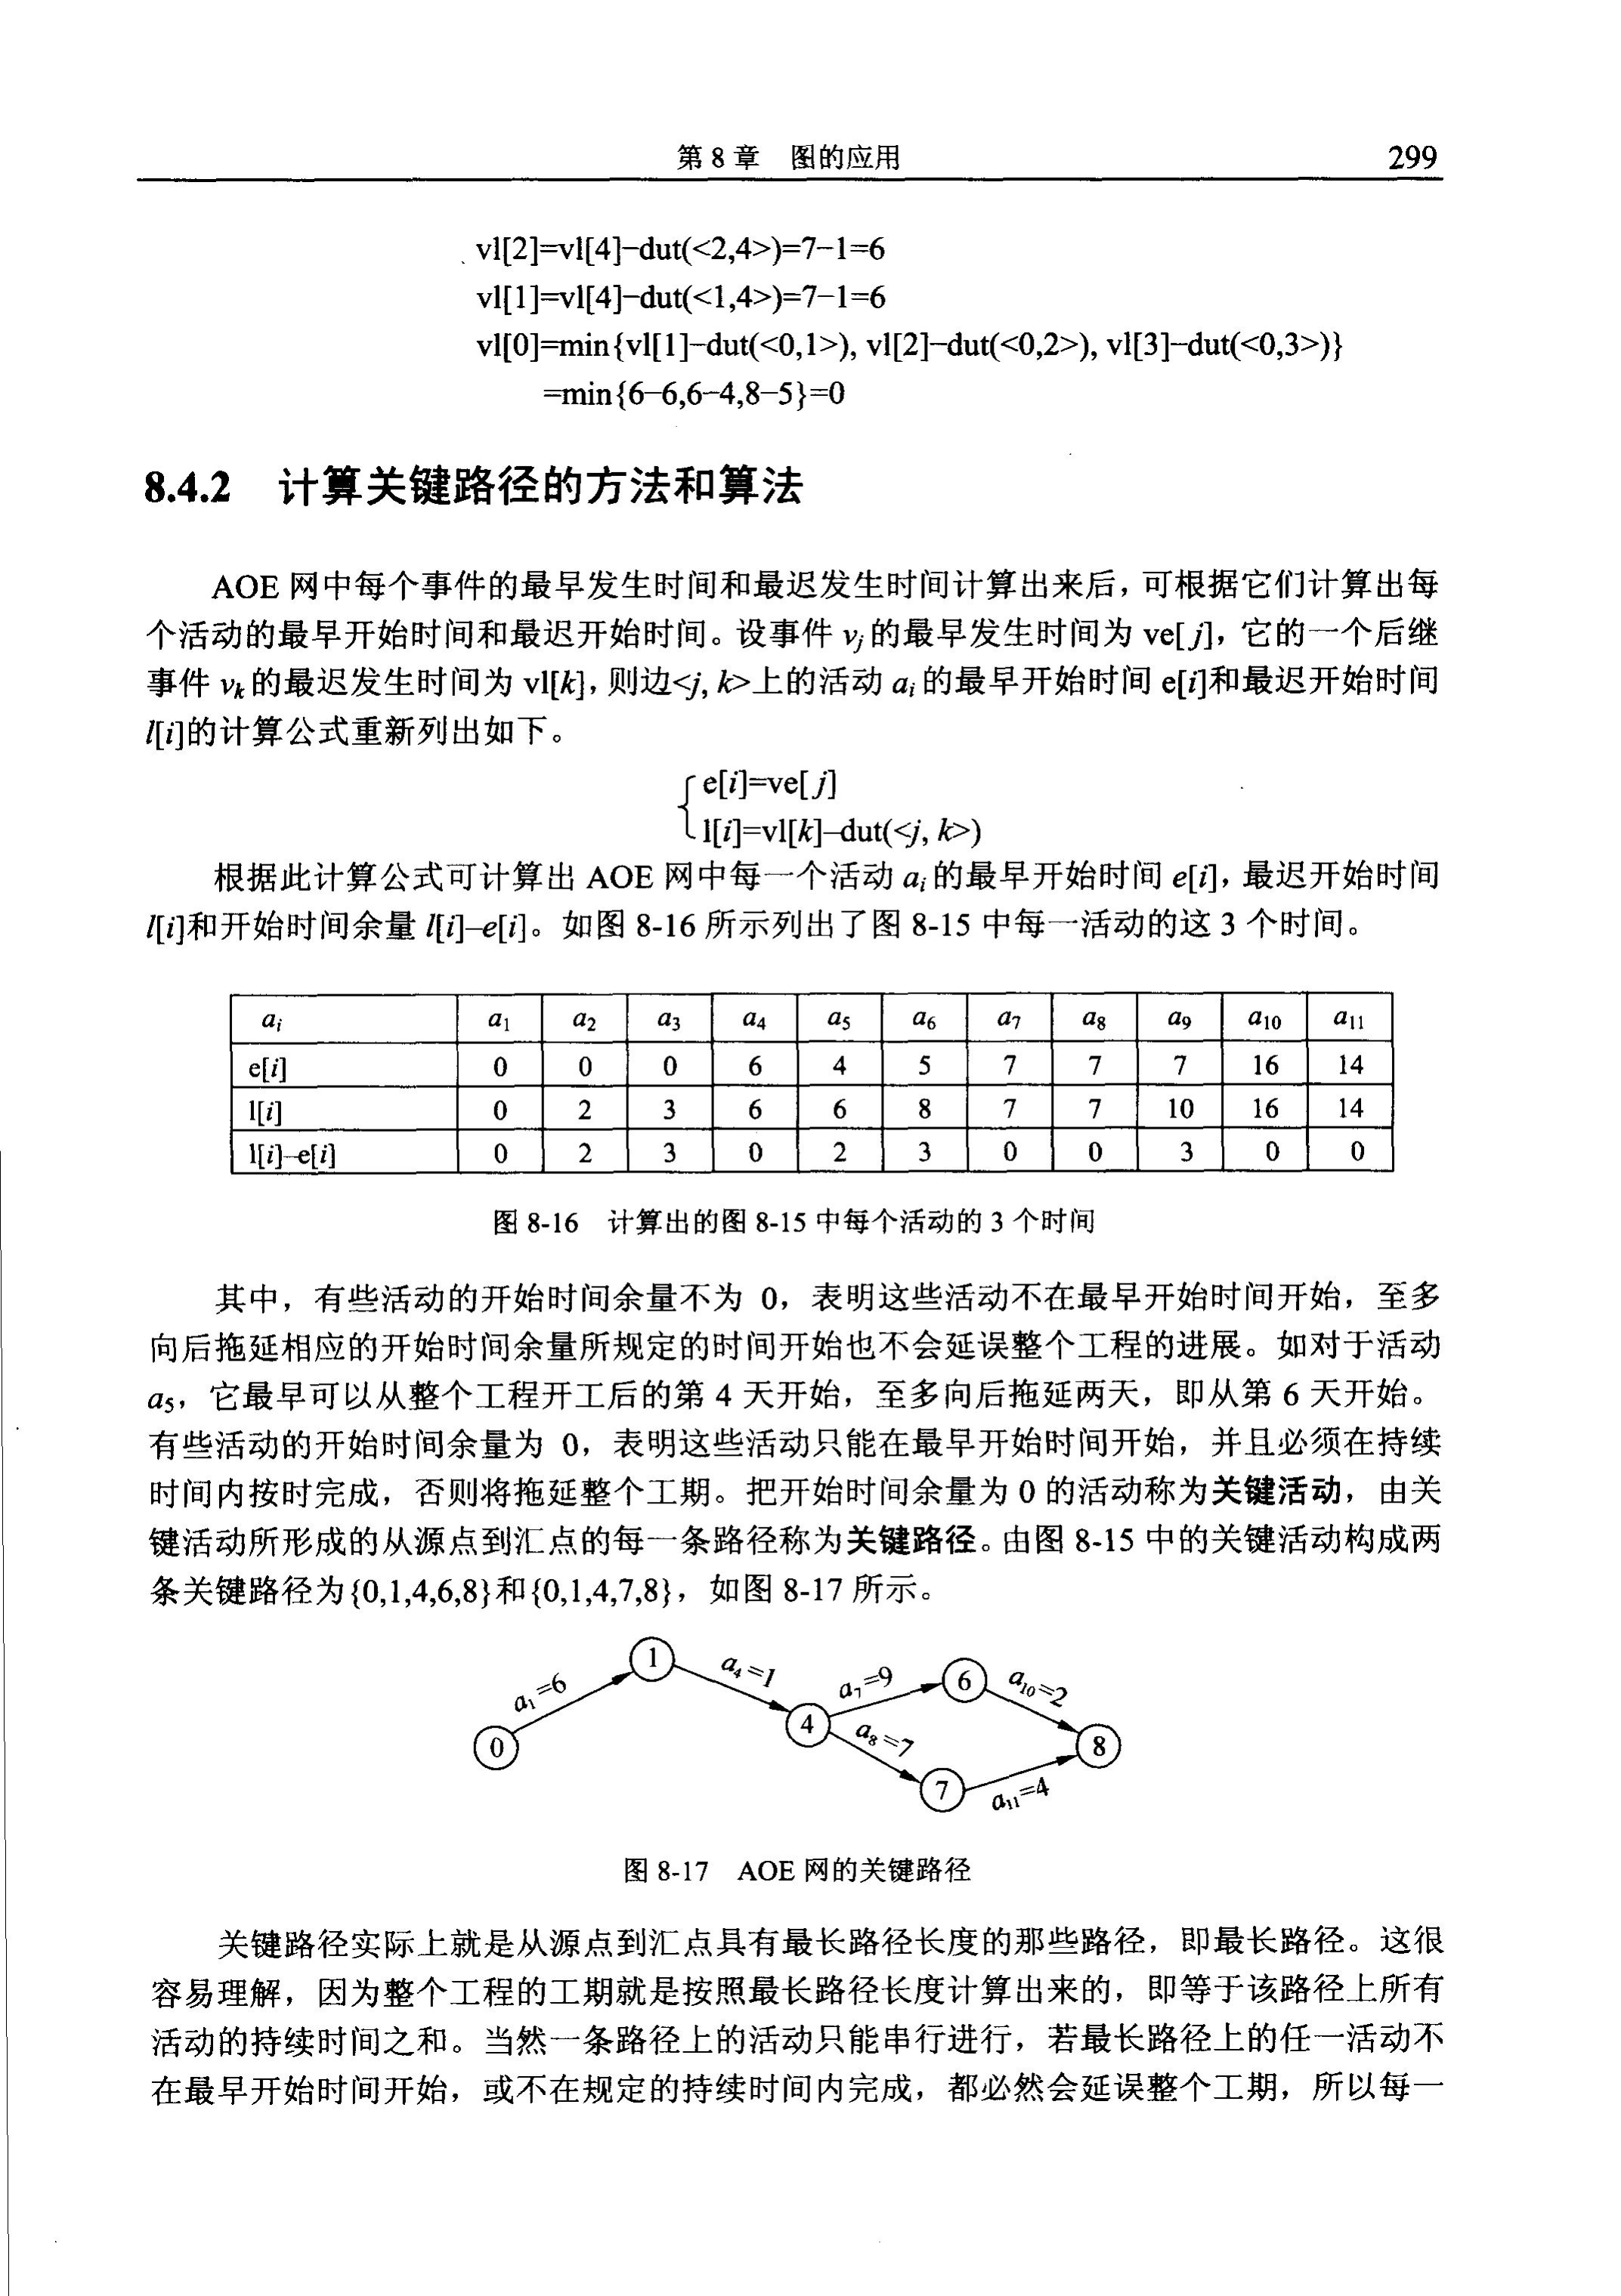 第 8 章 图的应用 299
vl[2]=vl[4]-dut(<2,4>)=7-1=6
vl[1]=vl[4]-dut(<1,4>)=7-1=6
vl[0]=min{vl[1]-dut(<0,1>), vl[2]-dut(<0,2>), vl[3]-dut(<0,3>)}
=min{6-6,6-4,8-5}=0
8.4.2 计算关键路径的方法和算法
AOE 网中每个事件的最早发生时间和最迟发生时间计算出来后，可根据它们计算出每
个活动的最早开始时间和最迟开始时间。设事件 vj 的最早发生时间为 ve[j]，它的一个后继
事件 vk 的最迟发生时间为 vl[k]，则边<j, k>上的活动 ai 的最早开始时间 e[i]和最迟开始时间
l[i]的计算公式重新列出如下。
e[i]=ve[j]
l[i]=vl[k]-dut(<j, k>)
根据此计算公式可计算出 AOE 网中每一个活动 ai 的最早开始时间 e[i]，最迟开始时间
l[i]和开始时间余量 l[i]-e[i]。如图 8-16 所示列出了图 8-15 中每一活动的这 3 个时间。
ai a1 a2 a3 a4 a5 a6 a7 a8 a9 a10 a11
e[i] 0 0 0 6 4 5 7 7 7 16 14
l[i] 0 2 3 6 6 8 7 7 10 16 14
l[i]-e[i] 0 2 3 0 2 3 0 0 3 0 0
图 8-16 计算出的图 8-15 中每个活动的 3 个时间
其中，有些活动的开始时间余量不为 0，表明这些活动不在最早开始时间开始，至多
向后拖延相应的开始时间余量所规定的时间开始也不会延误整个工程的进展。如对于活动
a5，它最早可以从整个工程开工后的第 4 天开始，至多向后拖延两天，即从第 6 天开始。
有些活动的开始时间余量为 0，表明这些活动只能在最早开始时间开始，并且必须在持续
时间内按时完成，否则将拖延整个工期。把开始时间余量为 0 的活动称为关键活动，由关
键活动所形成的从源点到汇点的每一条路径称为关键路径。由图 8-15 中的关键活动构成两
条关键路径为{0,1,4,6,8}和{0,1,4,7,8}，如图 8-17 所示。
0
a1=6
1
a4=1
4
a7=9
6
a10=2
a8=7
8
7
a11=4
图 8-17 AOE 网的关键路径
关键路径实际上就是从源点到汇点具有最长路径长度的那些路径，即最长路径。这很
容易理解，因为整个工程的工期就是按照最长路径长度计算出来的，即等于该路径上所有
活动的持续时间之和。当然一条路径上的活动只能串行进行，若最长路径上的任一活动不
在最早开始时间开始，或不在规定的持续时间内完成，都必然会延误整个工期，所以每一